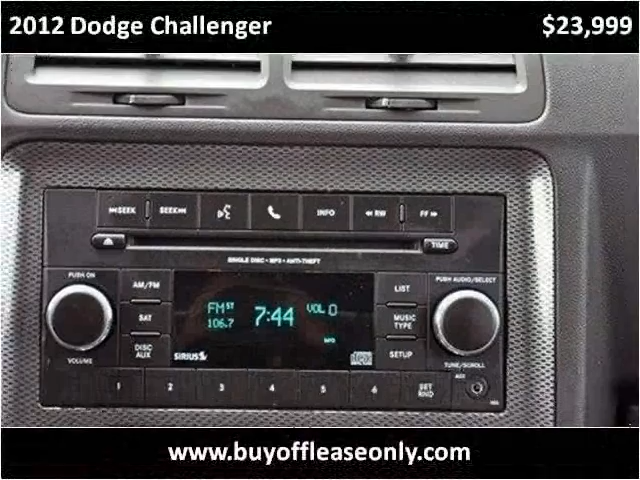 2012 Dodge Challenger $23,999
⏮SEEK SEEK⏭ INFO ◀◀ RW FF ▶▶
TIME
SINGLE DISC • MP3 • ANTI-THEFT
PUSH ON AM/FM LIST PUSH AUDIO/SELECT
FM ST 7:44 VOL 0
106.7
SAT MUSIC TYPE
DISC AUX SIRIUS SETUP
VOLUME TUNE/SCROLL
1 2 3 4 5 6 SET RND AUX
www.buyoffleaseonly.com